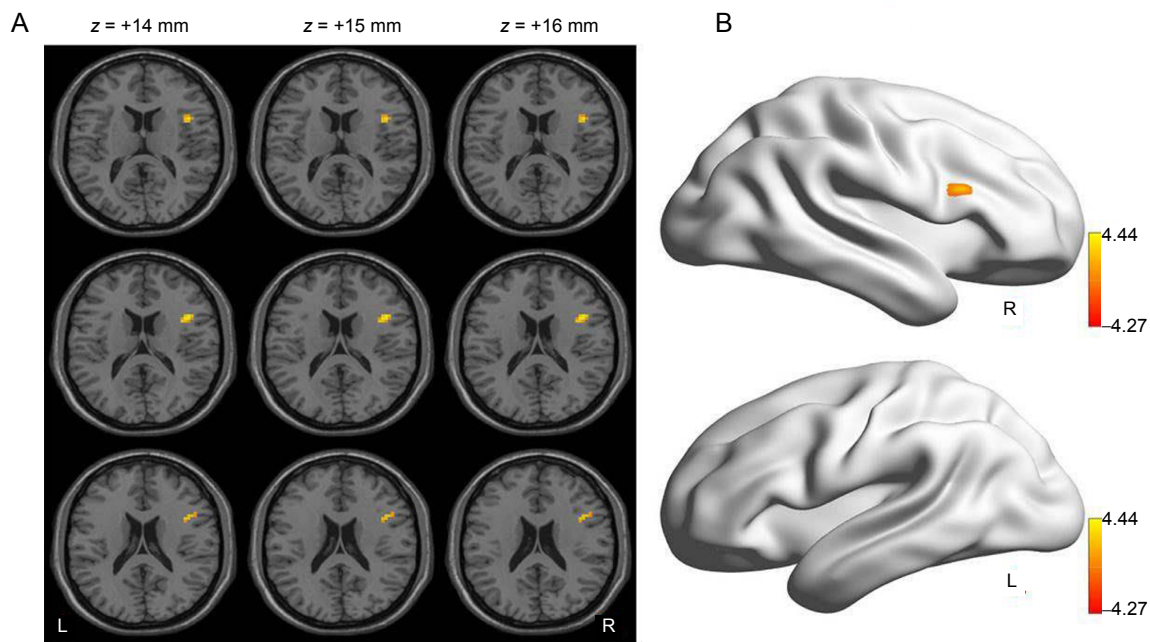 A
z = +14 mm
z = +15 mm
z = +16 mm
L
R
B
4.44
–4.27
R
4.44
–4.27
L